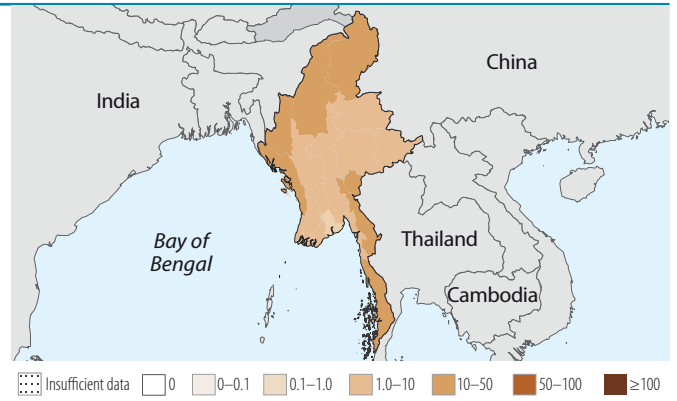 China
India
Bay of
Bengal
Thailand
Cambodia
Insufficient data 0 0–0.1 0.1–1.0 1.0–10 10–50 50–100 ≥100